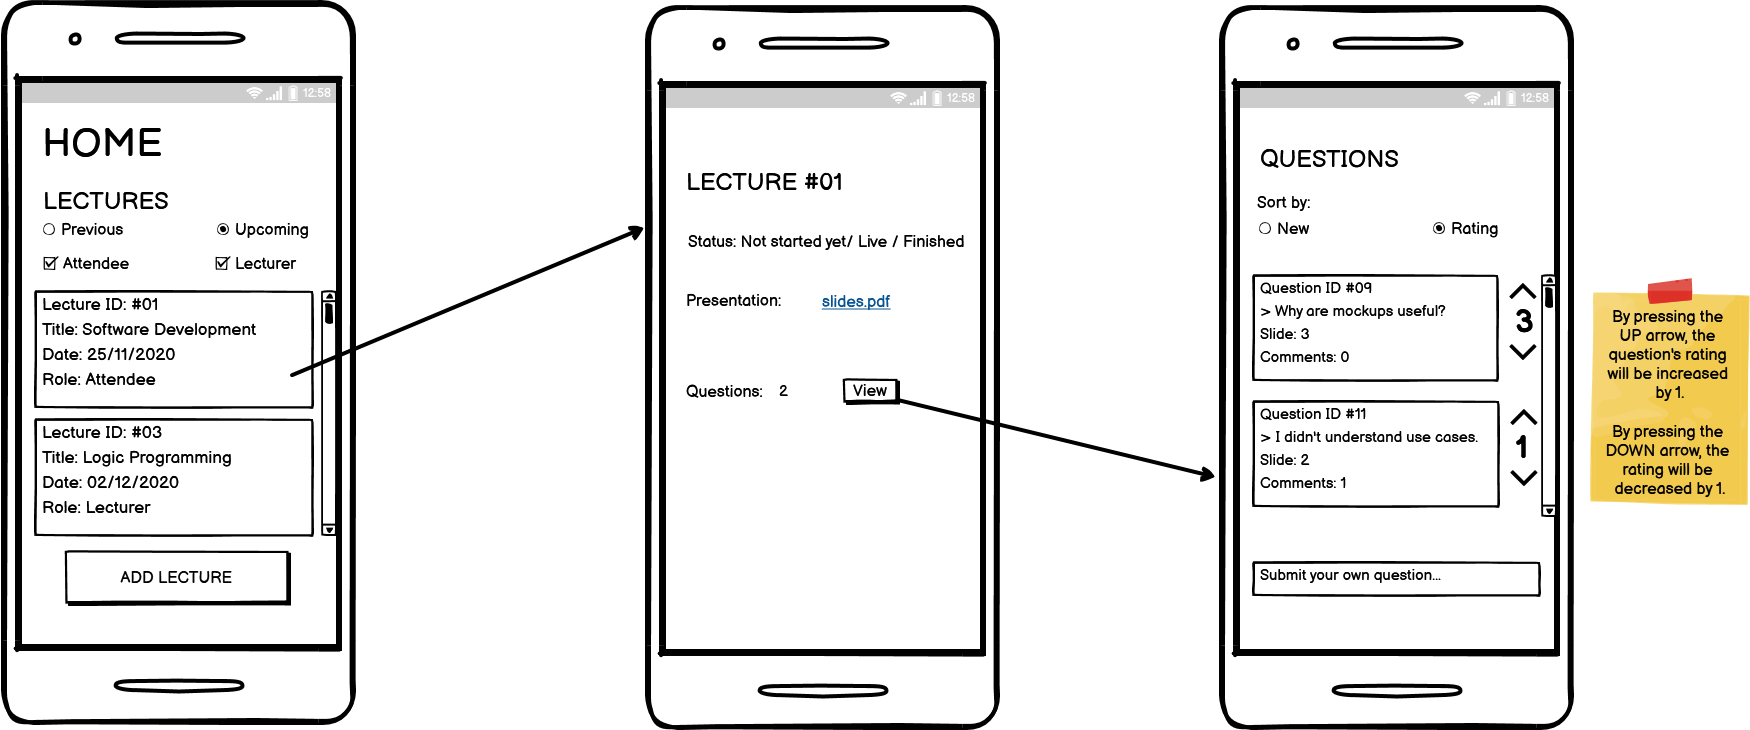 12:58
HOME
LECTURES
Previous
Upcoming
Attendee
Lecturer
Lecture ID: #01
Title: Software Development
Date: 25/11/2020
Role: Attendee
Lecture ID: #03
Title: Logic Programming
Date: 02/12/2020
Role: Lecturer
ADD LECTURE
12:58
LECTURE #01
Status: Not started yet/ Live / Finished
Presentation: slides.pdf
Questions: 2 View
12:58
QUESTIONS
Sort by:
New
Rating
Question ID #09
> Why are mockups useful?
Slide: 3
Comments: 0
3
Question ID #11
> I didn't understand use cases.
Slide: 2
Comments: 1
1
Submit your own question...
By pressing the
UP arrow, the
question's rating
will be increased
by 1.
By pressing the
DOWN arrow, the
rating will be
decreased by 1.